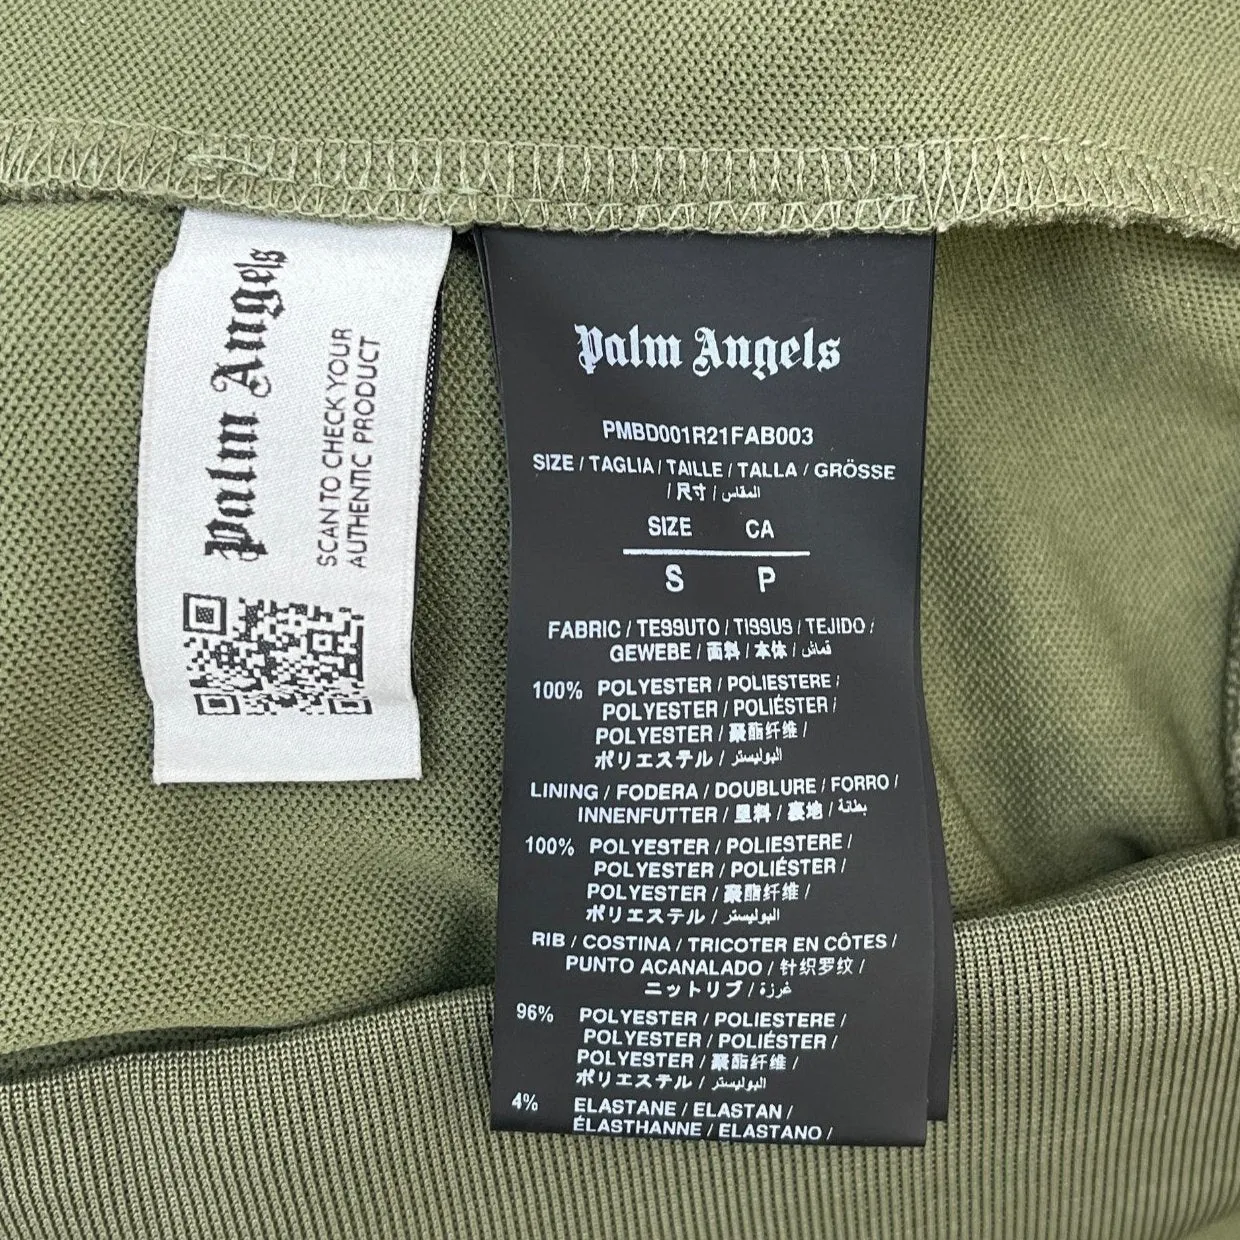 Palm Angels
SCAN TO CHECK YOUR
AUTHENTIC PRODUCT
Palm Angels
PMBD001R21FAB003
SIZE / TAGLIA / TAILLE / TALLA / GRÖSSE
/ 尺寸 / المقاس
SIZE CA
S P
FABRIC / TESSUTO / TISSUS / TEJIDO /
GEWEBE / 面料 / 本体 / قماش
100% POLYESTER / POLIESTERE /
POLYESTER / POLIÉSTER /
POLYESTER / 聚酯纤维 /
ポリエステル / البوليستر
LINING / FODERA / DOUBLURE / FORRO /
INNENFUTTER / 里料 / 裏地 / بطانة
100% POLYESTER / POLIESTERE /
POLYESTER / POLIÉSTER /
POLYESTER / 聚酯纤维 /
ポリエステル / البوليستر
RIB / COSTINA / TRICOTER EN CÔTES /
PUNTO ACANALADO / 针织罗纹 /
ニットリブ / غرزة
96% POLYESTER / POLIESTERE /
POLYESTER / POLIÉSTER /
POLYESTER / 聚酯纤维 /
ポリエステル / البوليستر
4% ELASTANE / ELASTAN /
ÉLASTHANNE / ELASTANO /